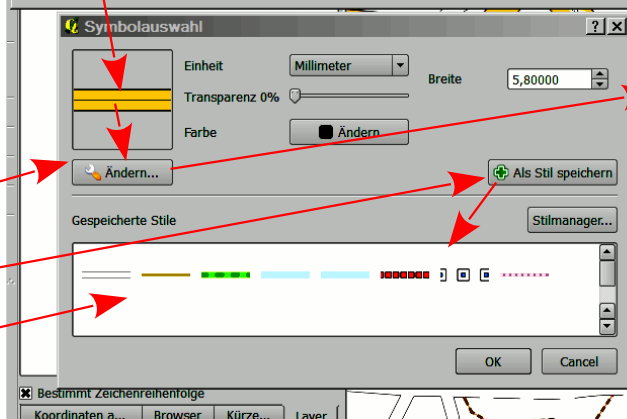 Symbolauswahl
Einheit
Millimeter
Breite
5,80000
Transparenz 0%
Farbe
Ändern
Ändern...
Als Stil speichern
Gespeicherte Stile
Stilmanager...
OK
Cancel
Bestimmt Zeichenreihenfolge
Koordinaten a...
Browser
Kürze...
Layer